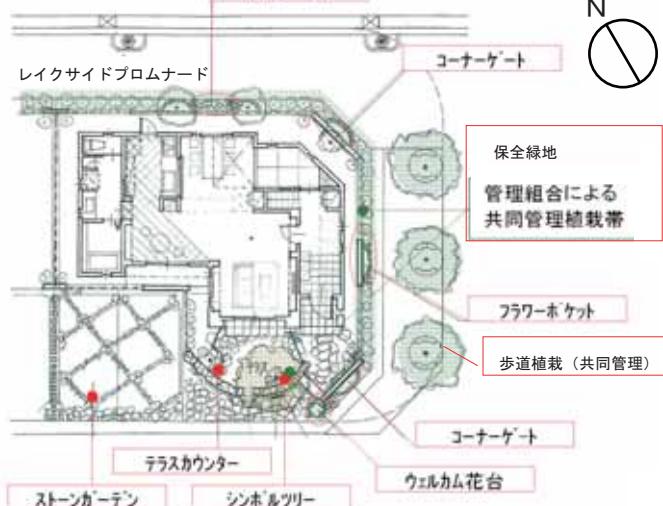 N
コーナーゲート
レイクサイドプロムナード
保全緑地
管理組合による
共同管理植栽帯
フラワーポケット
歩道植栽（共同管理）
テラス
コーナーゲート
テラスカウンター
ウェルカム花台
ストーンガーデン
シンボルツリー